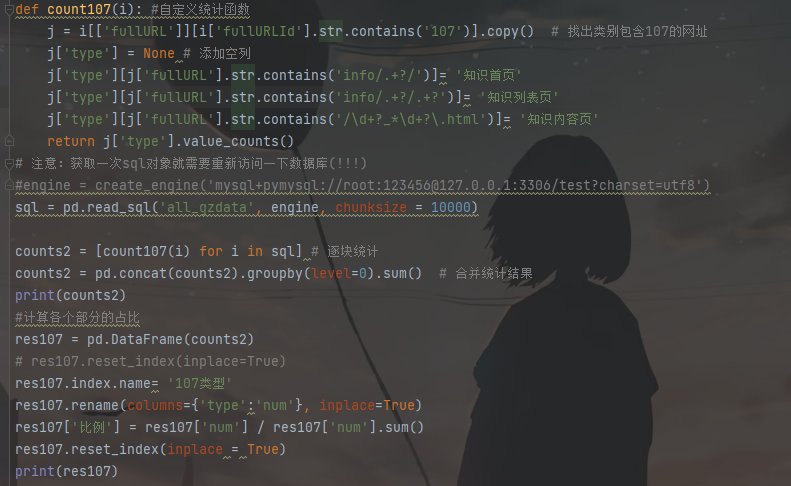 def count107(i): #自定义统计函数
    j = i[['fullURL']][i['fullURLId'].str.contains('107')].copy()  # 找出类别包含107的网址
    j['type'] = None # 添加空列
    j['type'][j['fullURL'].str.contains('info/.+?/')]= '知识首页'
    j['type'][j['fullURL'].str.contains('info/.+?/.+?')]= '知识列表页'
    j['type'][j['fullURL'].str.contains('/\d+?_*\d+?\.html')]= '知识内容页'
    return j['type'].value_counts()
# 注意：获取一次sql对象就需要重新访问一下数据库(!!!)
#engine = create_engine('mysql+pymysql://root:123456@127.0.0.1:3306/test?charset=utf8')
sql = pd.read_sql('all_gzdata', engine, chunksize = 10000)

counts2 = [count107(i) for i in sql] # 逐块统计
counts2 = pd.concat(counts2).groupby(level=0).sum()  # 合并统计结果
print(counts2)
#计算各个部分的占比
res107 = pd.DataFrame(counts2)
# res107.reset_index(inplace=True)
res107.index.name= '107类型'
res107.rename(columns={'type':'num'}, inplace=True)
res107['比例'] = res107['num'] / res107['num'].sum()
res107.reset_index(inplace = True)
print(res107)